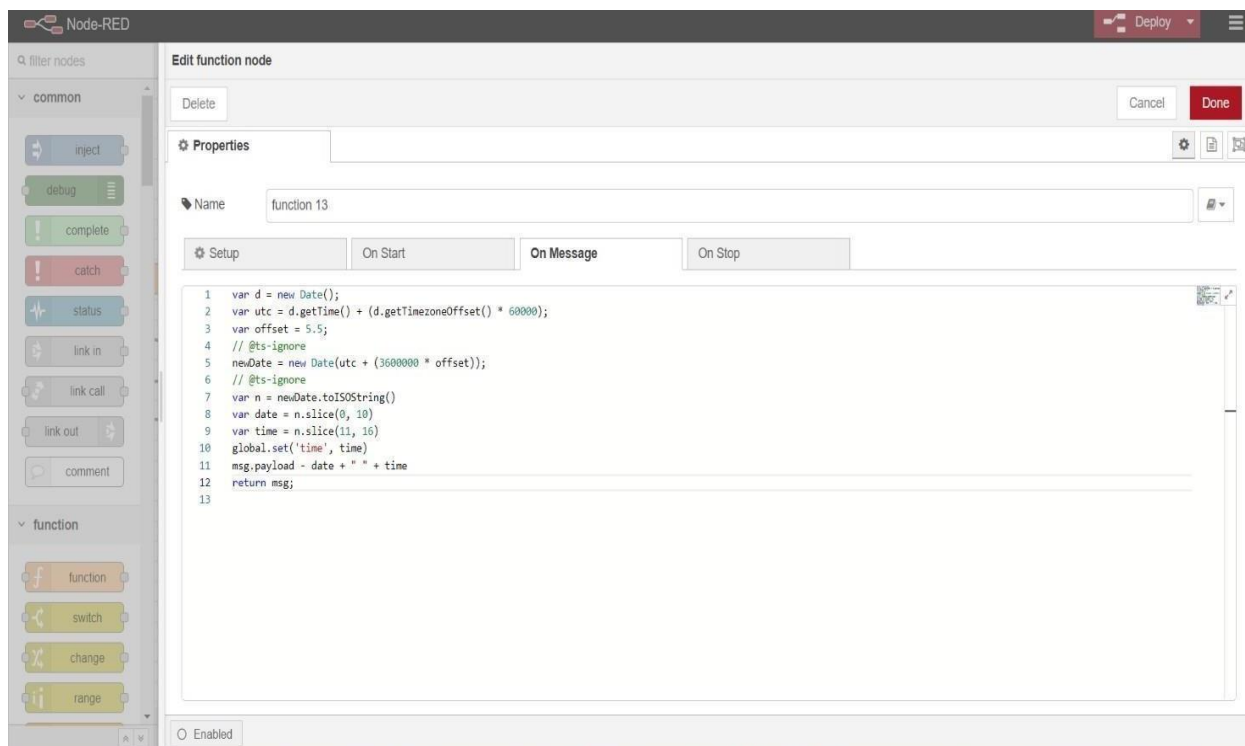 Node-RED
Deploy
filter nodes
Edit function node
common
Delete
Cancel
Done
inject
Properties
debug
Name
function 13
complete
Setup
On Start
On Message
On Stop
catch
status
link in
link call
link out
comment
1 var d = new Date();
2 var utc = d.getTime() + (d.getTimezoneOffset() * 60000);
3 var offset = 5.5;
4 // @ts-ignore
5 newDate = new Date(utc + (3600000 * offset));
6 // @ts-ignore
7 var n = newDate.toISOString()
8 var date = n.slice(0, 10)
9 var time = n.slice(11, 16)
10 global.set('time', time)
11 msg.payload - date + " " + time
12 return msg;
13
function
function
switch
change
range
Enabled